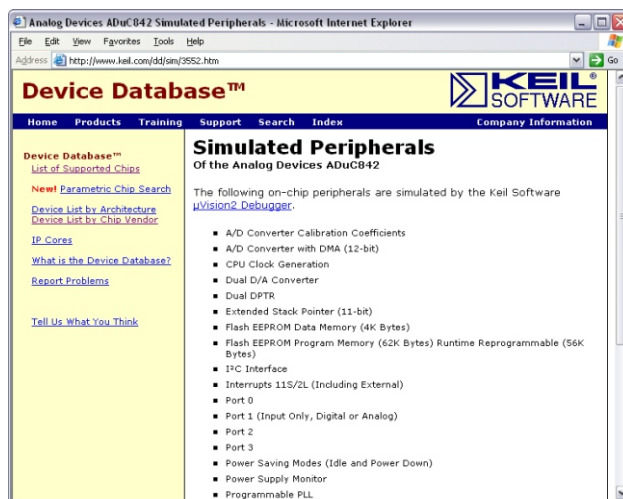 Analog Devices ADuC842 Simulated Peripherals - Microsoft Internet Explorer
File Edit View Favorites Tools Help
Address http://www.keil.com/dd/sim/3552.htm Go
Device Database™
KEIL®
SOFTWARE
Home Products Training Support Search Index Company Information
Device Database™
List of Supported Chips
New! Parametric Chip Search
Device List by Architecture
Device List by Chip Vendor
IP Cores
What is the Device Database?
Report Problems
Tell Us What You Think
Simulated Peripherals
Of the Analog Devices ADuC842
The following on-chip peripherals are simulated by the Keil Software
µVision2 Debugger.
▪ A/D Converter Calibration Coefficients
▪ A/D Converter with DMA (12-bit)
▪ CPU Clock Generation
▪ Dual D/A Converter
▪ Dual DPTR
▪ Extended Stack Pointer (11-bit)
▪ Flash EEPROM Data Memory (4K Bytes)
▪ Flash EEPROM Program Memory (62K Bytes) Runtime Reprogrammable (56K
Bytes)
▪ I²C Interface
▪ Interrupts 11S/2L (Including External)
▪ Port 0
▪ Port 1 (Input Only, Digital or Analog)
▪ Port 2
▪ Port 3
▪ Power Saving Modes (Idle and Power Down)
▪ Power Supply Monitor
▪ Programmable PLL